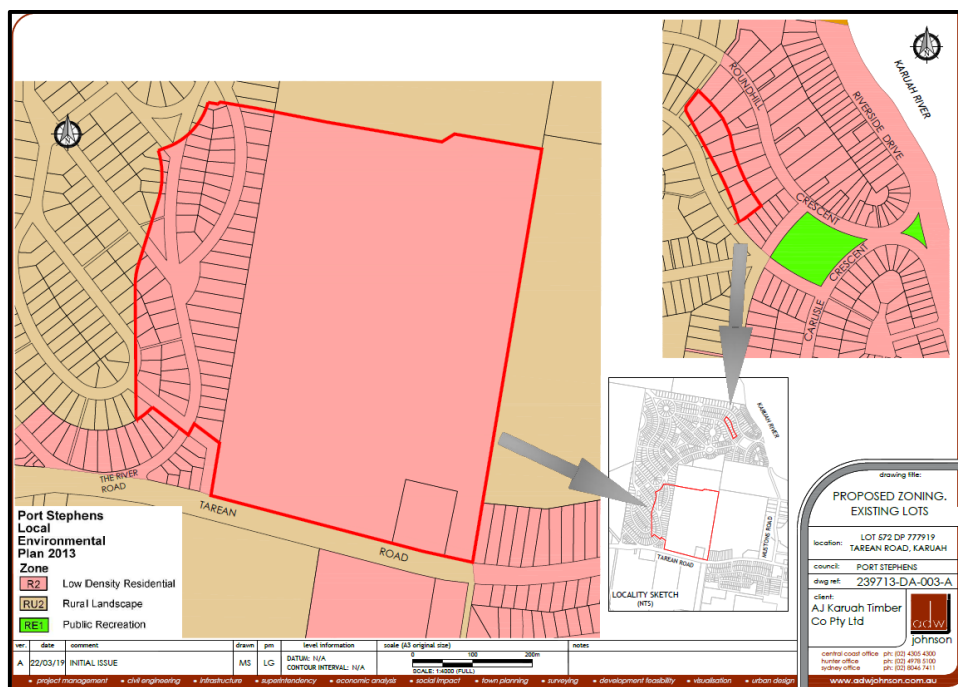 ROUNDHILL
CRESCENT
RIVERSIDE DRIVE
KARUAH RIVER
CRESCENT
CARLISLE
THE RIVER
ROAD
TAREAN
ROAD
KARUAH RIVER
MUSTONS ROAD
TAREAN ROAD
LOCALITY SKETCH
(NTS)
Port Stephens
Local
Environmental
Plan 2013
Zone
R2 Low Density Residential
RU2 Rural Landscape
RE1 Public Recreation
drawing title:
PROPOSED ZONING.
EXISTING LOTS
location: LOT 572 DP 777919
TAREAN ROAD, KARUAH
council: PORT STEPHENS
dwg ref: 239713-DA-003-A
client:
AJ Karuah Timber
Co Pty Ltd
adw
johnson
central coast office ph: (02) 4305 4300
hunter office ph: (02) 4978 5100
sydney office ph: (02) 8046 7411
www.adwjohnson.com.au
ver. date comment drawn pm level information scale (A3 original size) notes
A 22/03/19 INITIAL ISSUE MS LG DATUM: N/A
CONTOUR INTERVAL: N/A
0 100 200m
SCALE: 1:4000 (FULL)
• project management • civil engineering • infrastructure • superintendency • economic analysis • social impact • town planning • surveying • development feasibility • visualisation • urban design